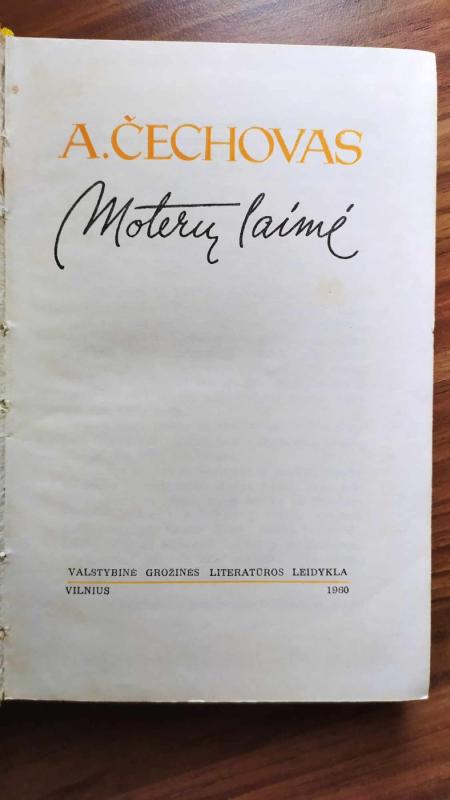 A. ČECHOVAS
Moterų laimė
VALSTYBINĖ GROŽINĖS LITERATŪROS LEIDYKLA
VILNIUS 1960